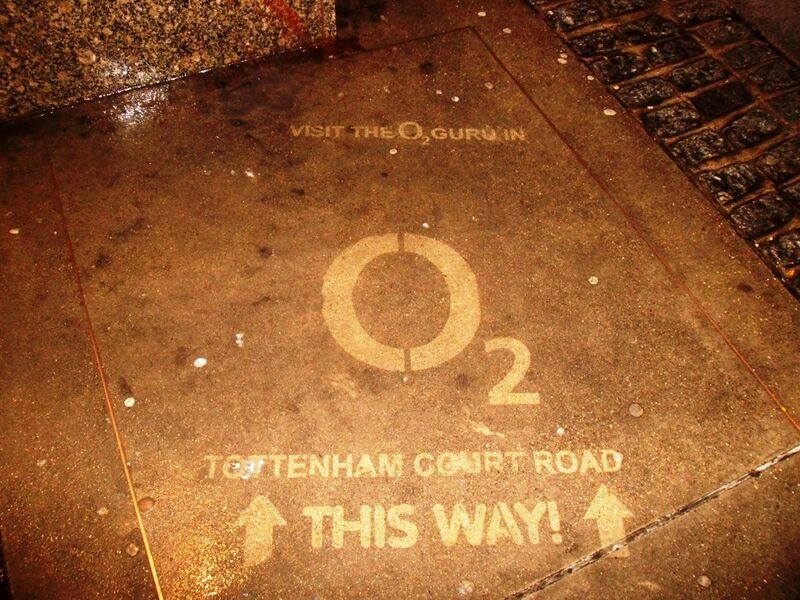 VISIT THE O2 GURU IN
O2
TOTTENHAM COURT ROAD
THIS WAY!